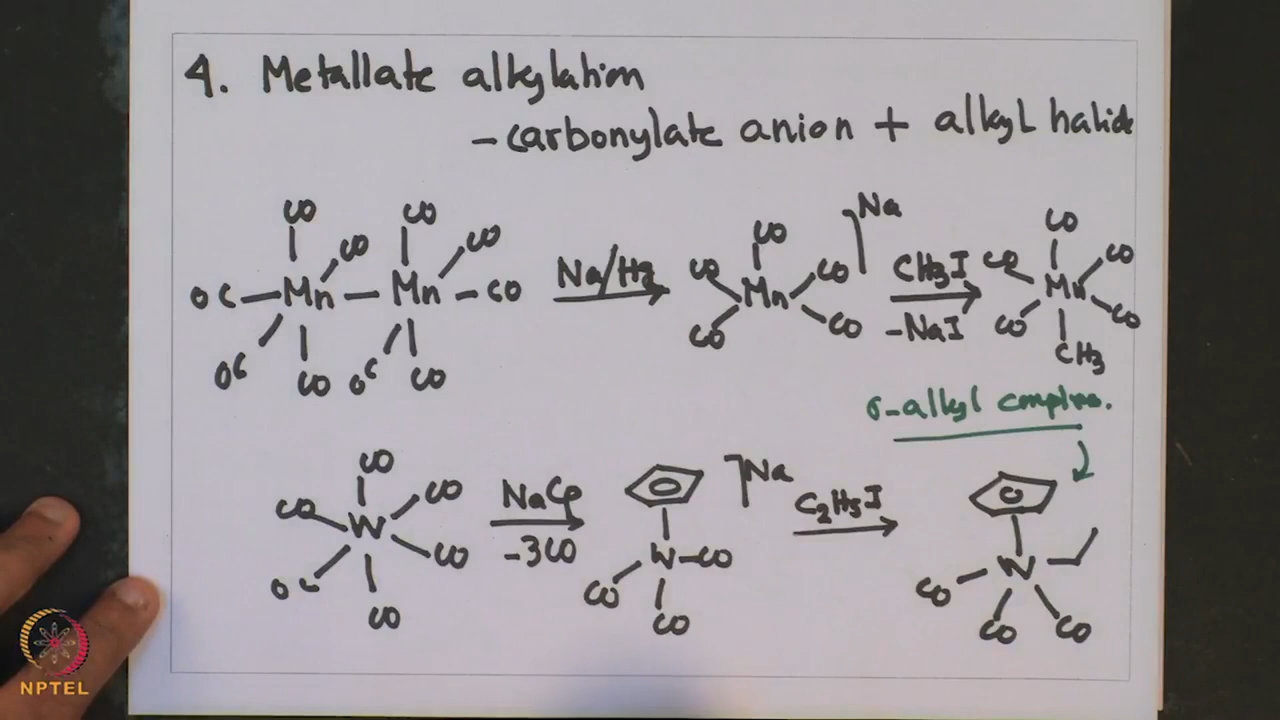 4. Metallate alkylation
- carbonylate anion + alkyl halide
CO CO
CO CO
OC Mn Mn CO
OC CO OC CO
Na/Hg
CO
CO CO
Mn
CO CO
Na
CH3I
-NaI
CO
CO CO
Mn
CO CO
CH3
σ-alkyl complex.
CO
CO CO
W
OC CO
CO
NaCp
-3CO
Na
W CO
CO
CO
C2H5I
W
CO
CO CO
NPTEL